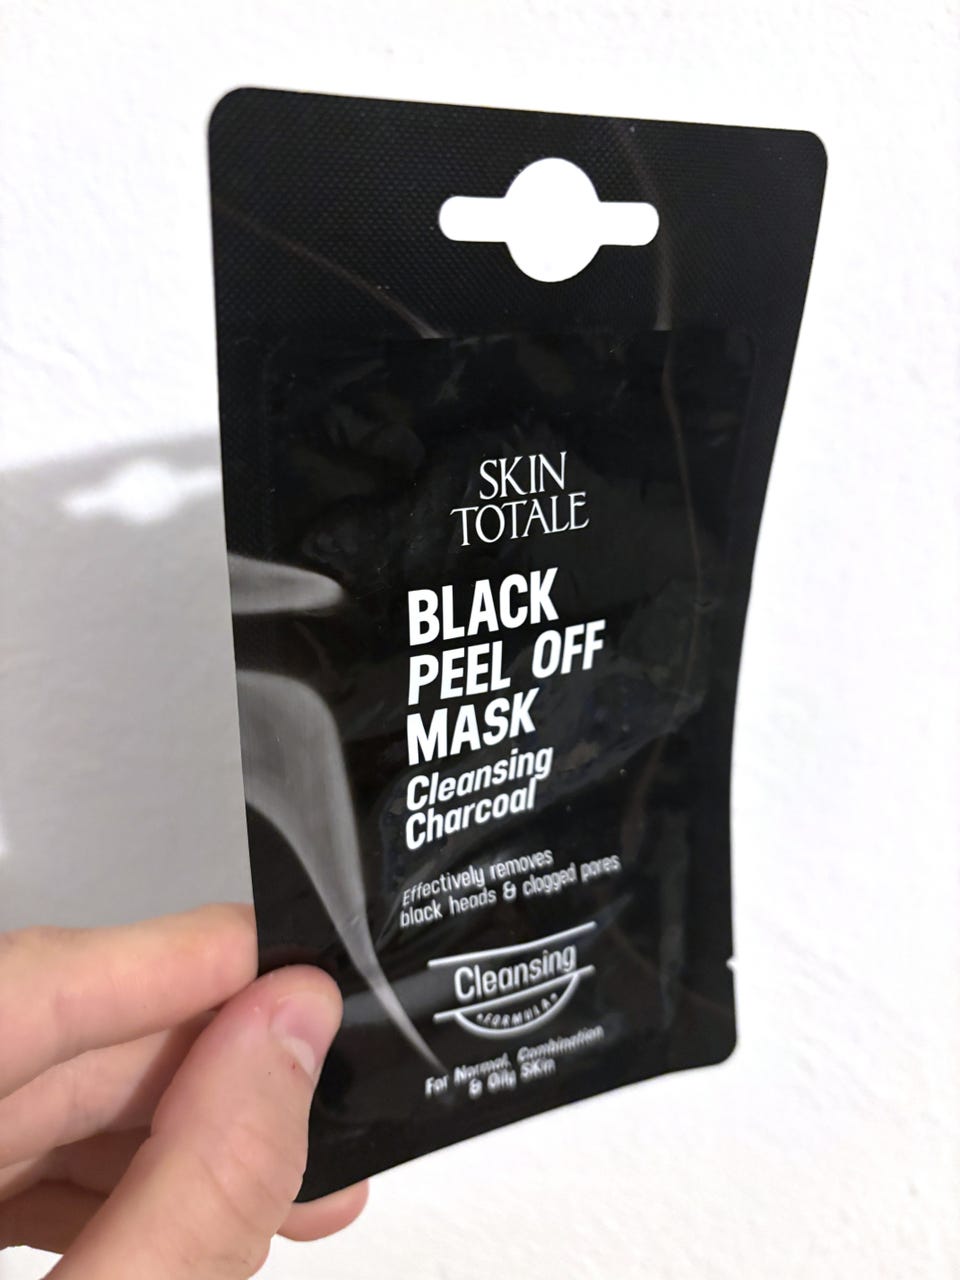 SKIN
TOTALE
BLACK
PEEL OFF
MASK
Cleansing
Charcoal
Effectively removes
black heads & clogged pores
Cleansing
•FORMULA•
For Normal, Combination
& Oily SKin